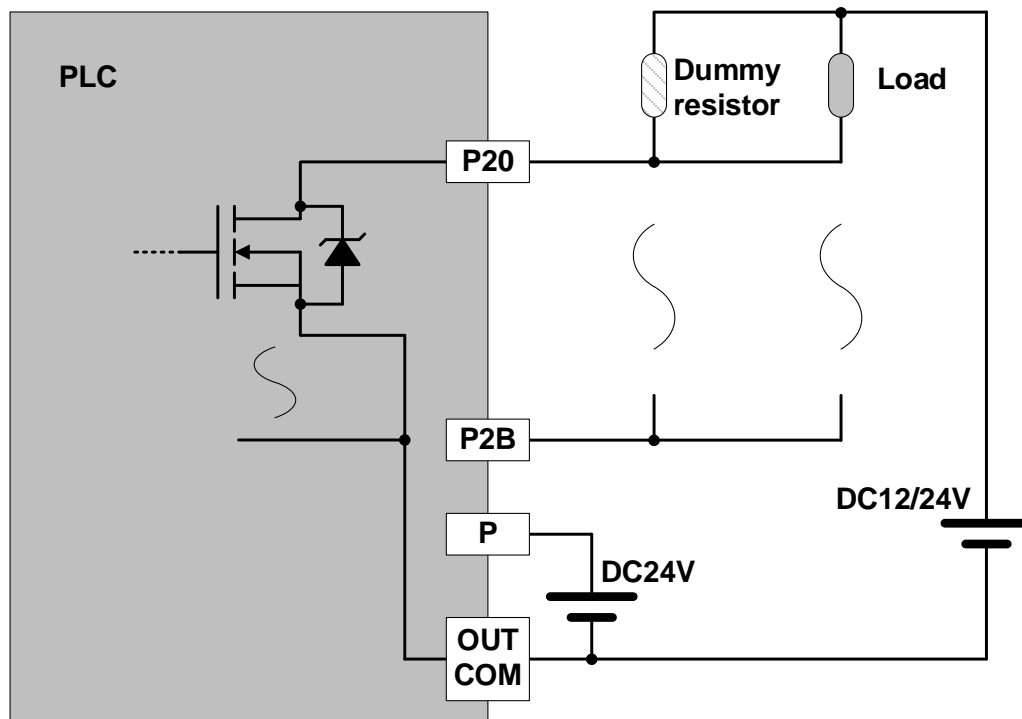 PLC
Dummy
resistor
Load
P20
P2B
DC12/24V
P
DC24V
OUT
COM